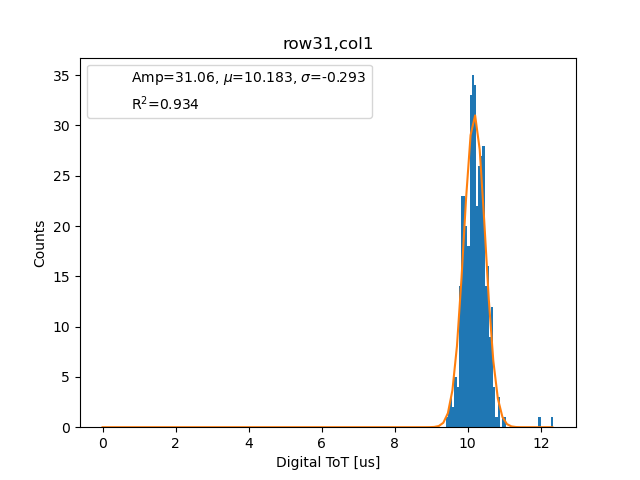 row31,col1
Amp=31.06, μ=10.183, σ=-0.293
R²=0.934
35
30
25
20
15
10
5
0
Counts
0 2 4 6 8 10 12
Digital ToT [us]